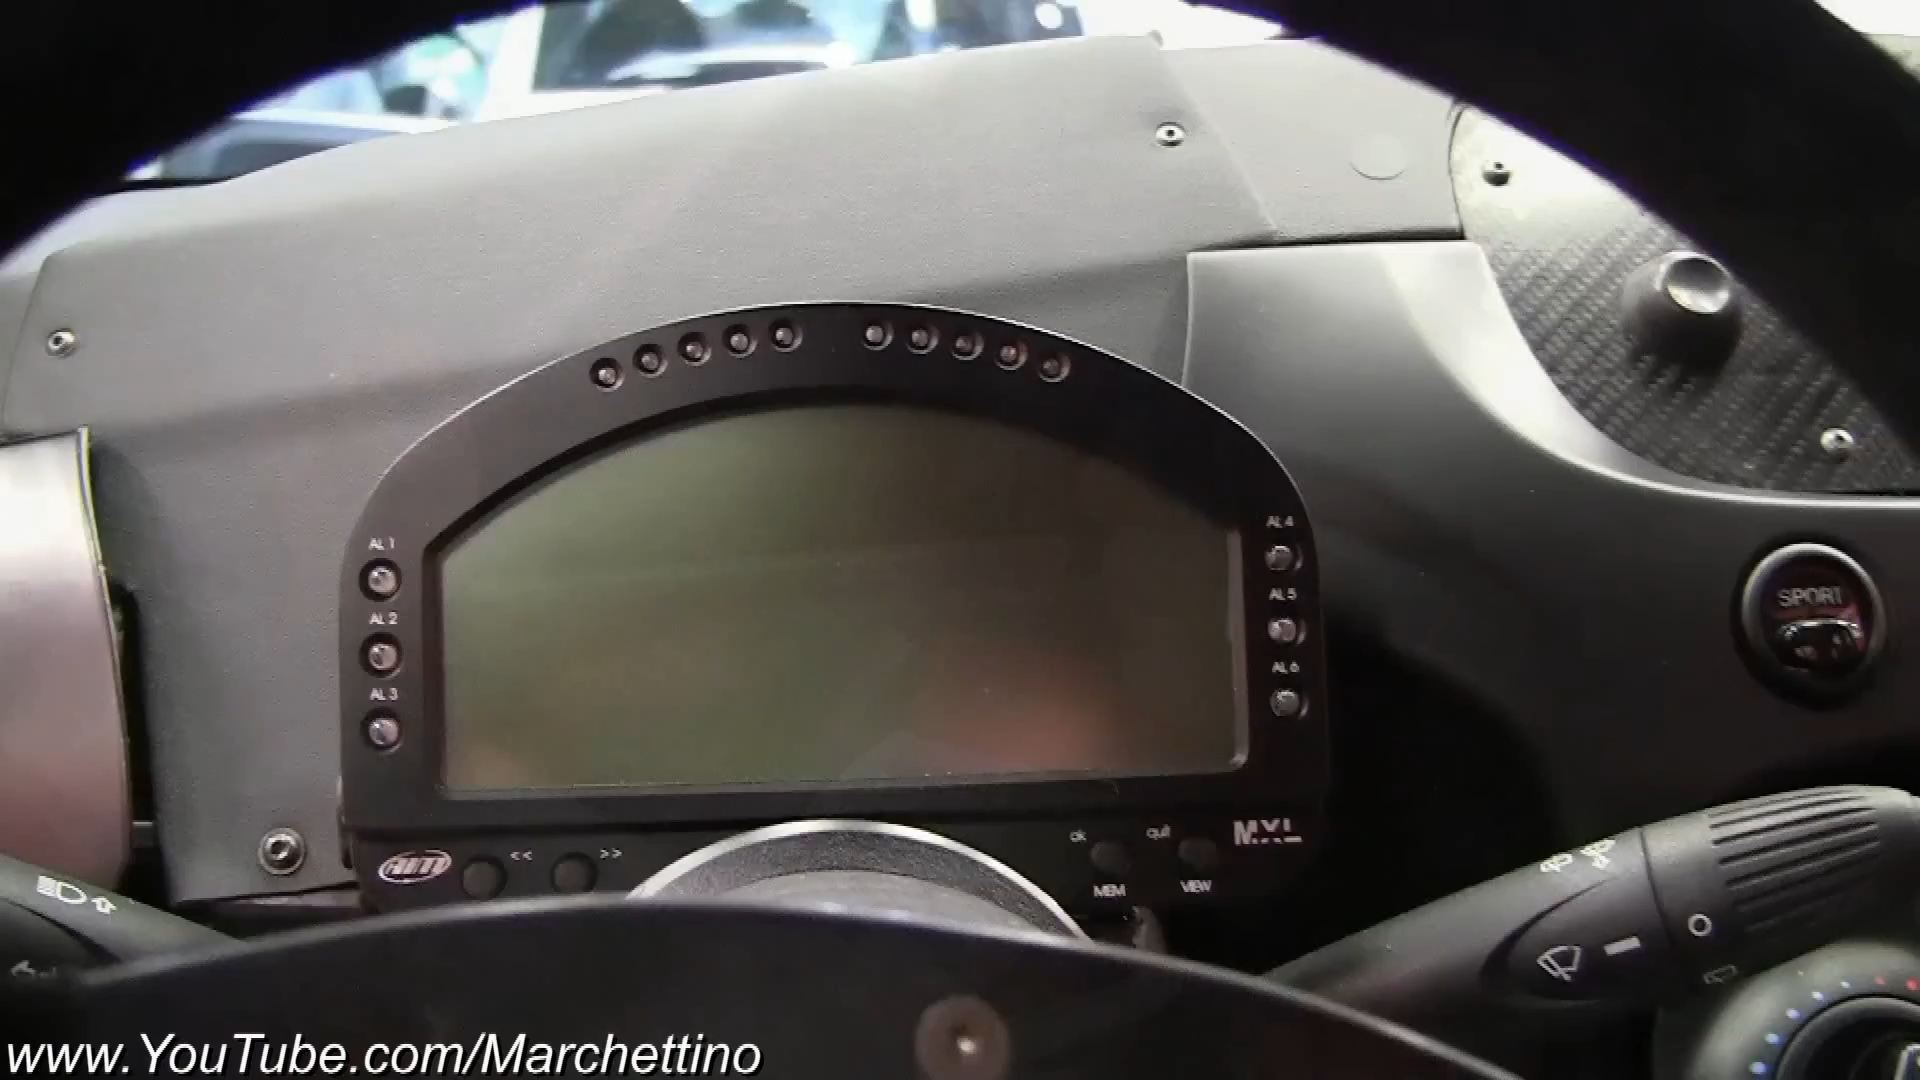 AL 4
AL 1
AL 5
SPORT
AL 2
AL 6
AL 3
ok quit MXL
AiM << >>
MEM VIEW
www.YouTube.com/Marchettino